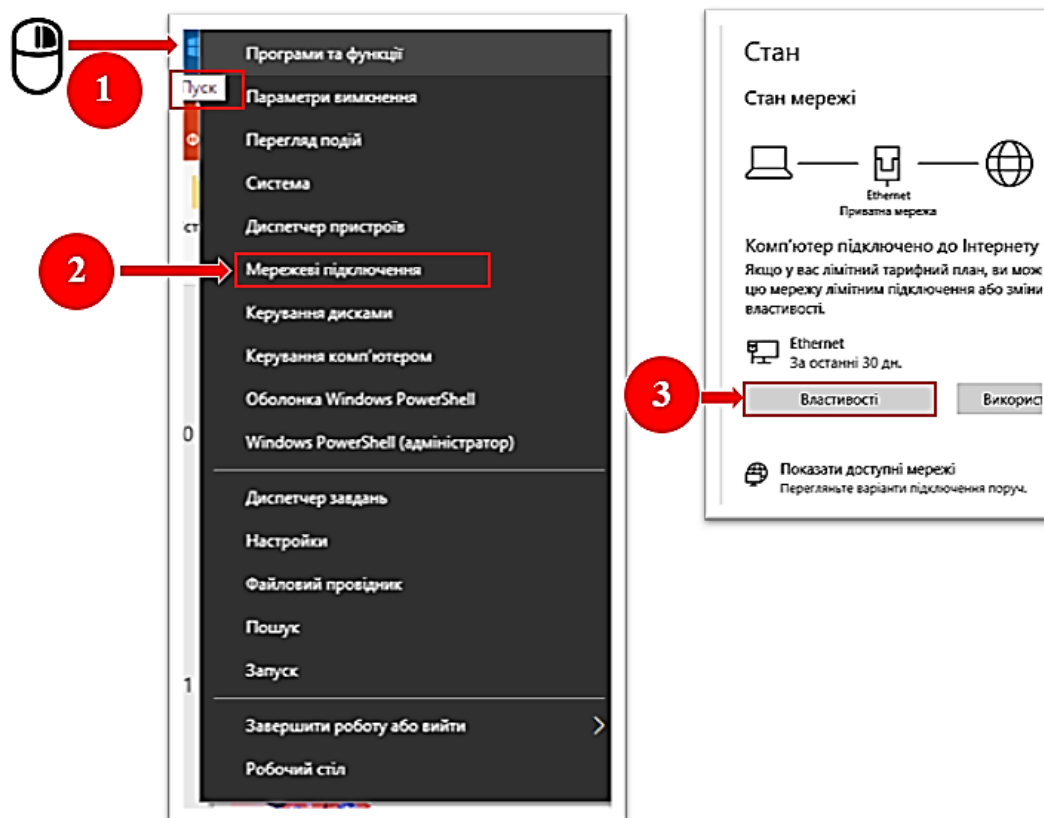 1
Пуск
Програми та функції
Параметри вимкнення
Перегляд подій
Система
Диспетчер пристроїв
2
Мережеві підключення
Керування дисками
Керування комп'ютером
Оболонка Windows PowerShell
0
Windows PowerShell (адміністратор)
Диспетчер завдань
Настройки
Файловий провідник
Пошук
Запуск
1
Завершити роботу або вийти
Робочий стіл
Стан
Стан мережі
Ethernet
Приватна мережа
Комп'ютер підключено до Інтернету
Якщо у вас лімітний тарифний план, ви мож
цю мережу лімітним підключення або зміни
властивості.
Ethernet
За останні 30 дн.
3
Властивості
Використ
Показати доступні мережі
Перегляньте варіанти підключення поруч.